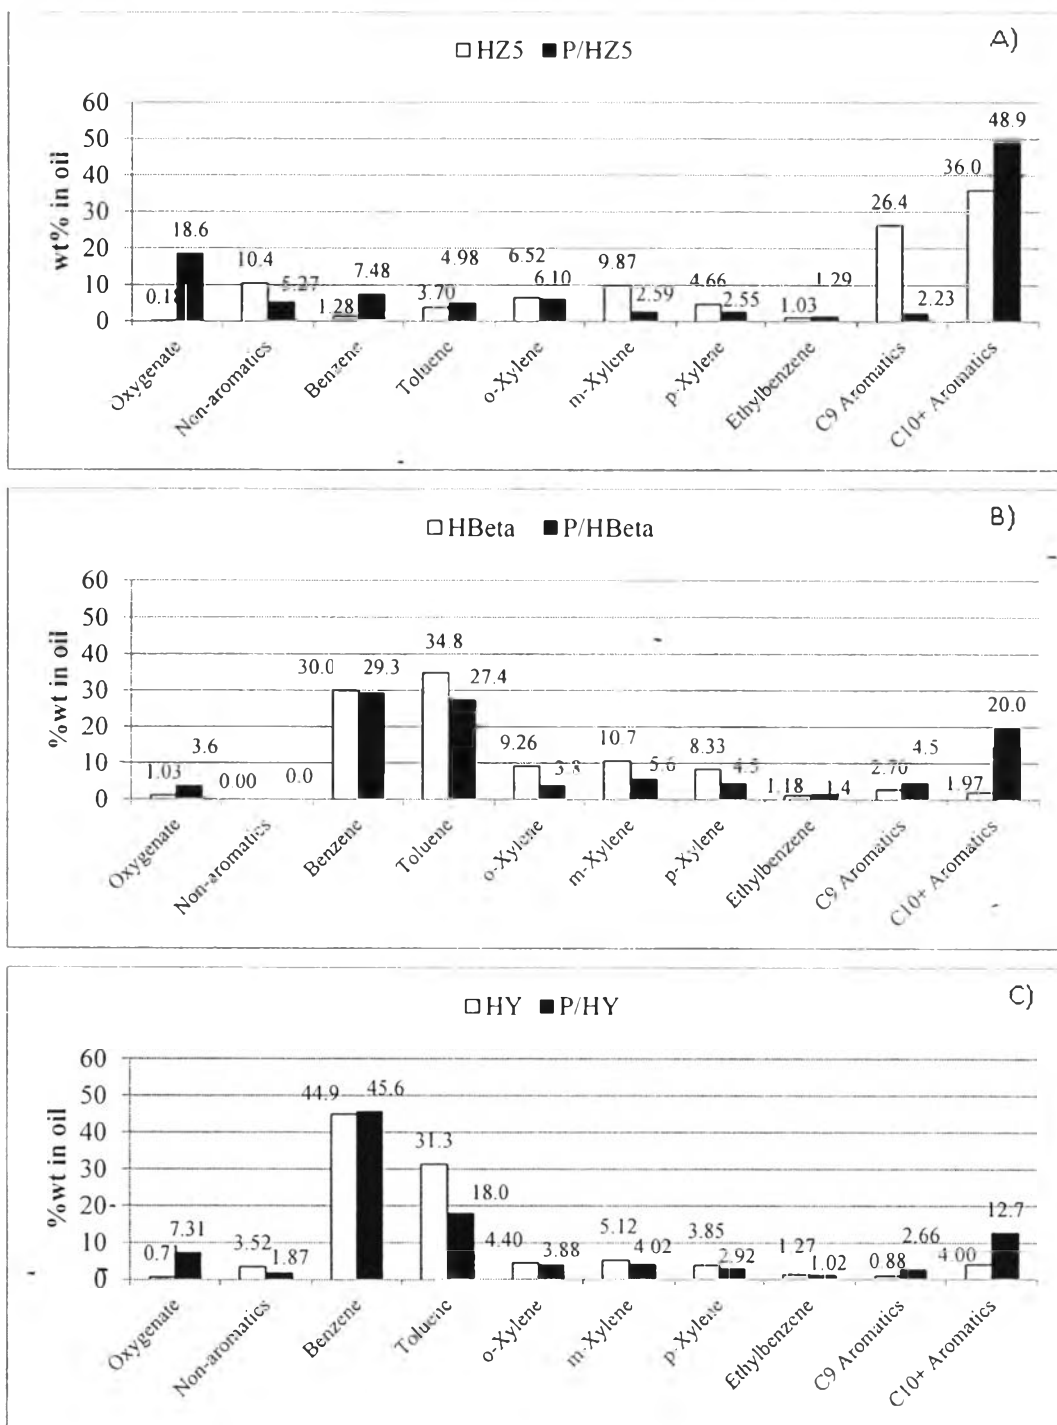 A)
HZ5 P/HZ5
wt% in oil
60
50
40
30
20
10
0
18.6
10.4
5.27
1.28
7.48
3.70
4.98
6.52
6.10
9.87
2.59
4.66
2.55
1.03
1.29
26.4
2.23
36.0
48.9
Oxygenate
Non-aromatics
Benzene
Toluene
o-Xylene
m-Xylene
p-Xylene
Ethylbenzene
C9 Aromatics
C10+ Aromatics
B)
HBeta P/HBeta
%wt in oil
60
50
40
30
20
10
0
1.03
3.6
0.00
0.0
30.0
29.3
34.8
27.4
9.26
3.8
10.7
5.6
8.33
4.5
1.18
1.4
2.70
4.5
1.97
20.0
Oxygenate
Non-aromatics
Benzene
Toluene
o-Xylene
m-Xylene
p-Xylene
Ethylbenzene
C9 Aromatics
C10+ Aromatics
C)
HY P/HY
%wt in oil
60
50
40
30
20
10
0
0.7
7.31
3.52
1.87
44.9
45.6
31.3
18.0
4.40
3.88
5.12
4.02
3.85
2.92
1.27
1.02
0.88
2.66
4.00
12.7
Oxygenate
Non-aromatics
Benzene
Toluene
o-Xylene
m-Xylene
p-Xylene
Ethylbenzene
C9 Aromatics
C10+ Aromatics